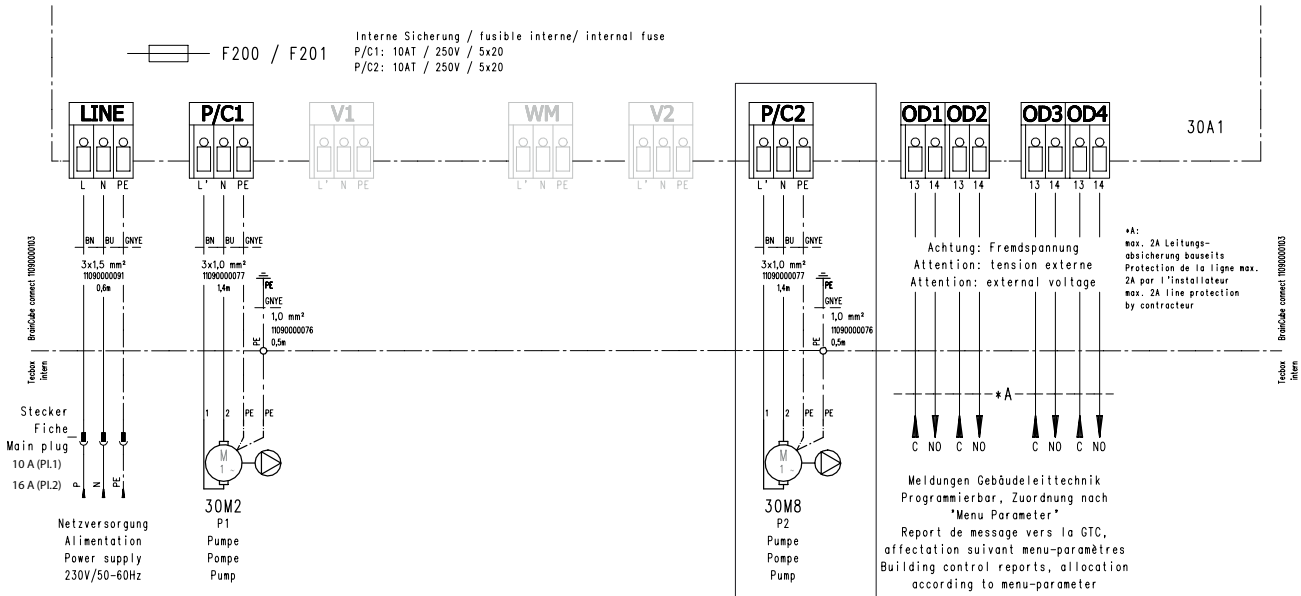 F200 / F201
Interne Sicherung / fusible interne/ internal fuse
P/C1: 10AT / 250V / 5x20
P/C2: 10AT / 250V / 5x20
LINE
P/C1
V1
WM
V2
P/C2
OD1 OD2
OD3 OD4
30A1
L N PE
L' N PE
L' N PE
L' N PE
L' N PE
L' N PE
13 14 13 14
13 14 13 14
BN BU GNYE
3x1,5 mm²
11090000091
0,6m
BN BU GNYE
3x1,0 mm²
11090000077
1,4m
PE
GNYE
1,0 mm²
11090000076
0,5m
PE
BN BU GNYE
3x1,0 mm²
11090000077
1,4m
PE
GNYE
1,0 mm²
11090000076
0,5m
PE
Achtung: Fremdspannung
Attention: tension externe
Attention: external voltage
*A:
max. 2A Leitungs-
absicherung bauseits
Protection de la ligne max.
2A par l'installateur
max. 2A line protection
by contracteur
BrainCube connect 11090000103
Tecbox
intern
BrainCube connect 11090000103
Tecbox
intern
Stecker
Fiche
Main plug
10 A (PI.1)
16 A (PI.2)
P N PE
Netzversorgung
Alimentation
Power supply
230V/50-60Hz
1 2 PE PE
M
1 ~
30M2
P1
Pumpe
Pompe
Pump
1 2 PE PE
M
1 ~
30M8
P2
Pumpe
Pompe
Pump
*A
C NO C NO
C NO C NO
Meldungen Gebäudeleittechnik
Programmierbar, Zuordnung nach
"Menu Parameter"
Report de message vers la GTC,
affectation suivant menu-paramètres
Building control reports, allocation
according to menu-parameter